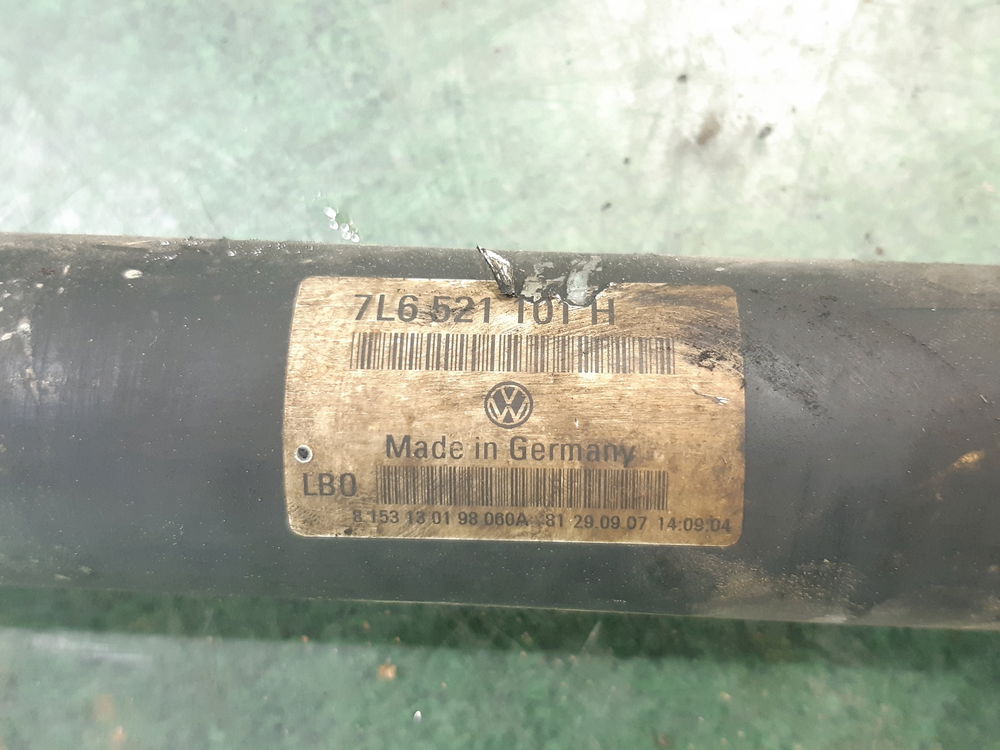 7L6 521 101 H
VW
Made in Germany
LBO
8 153 13 01 98 060A 81 29.09.07 14:09:04